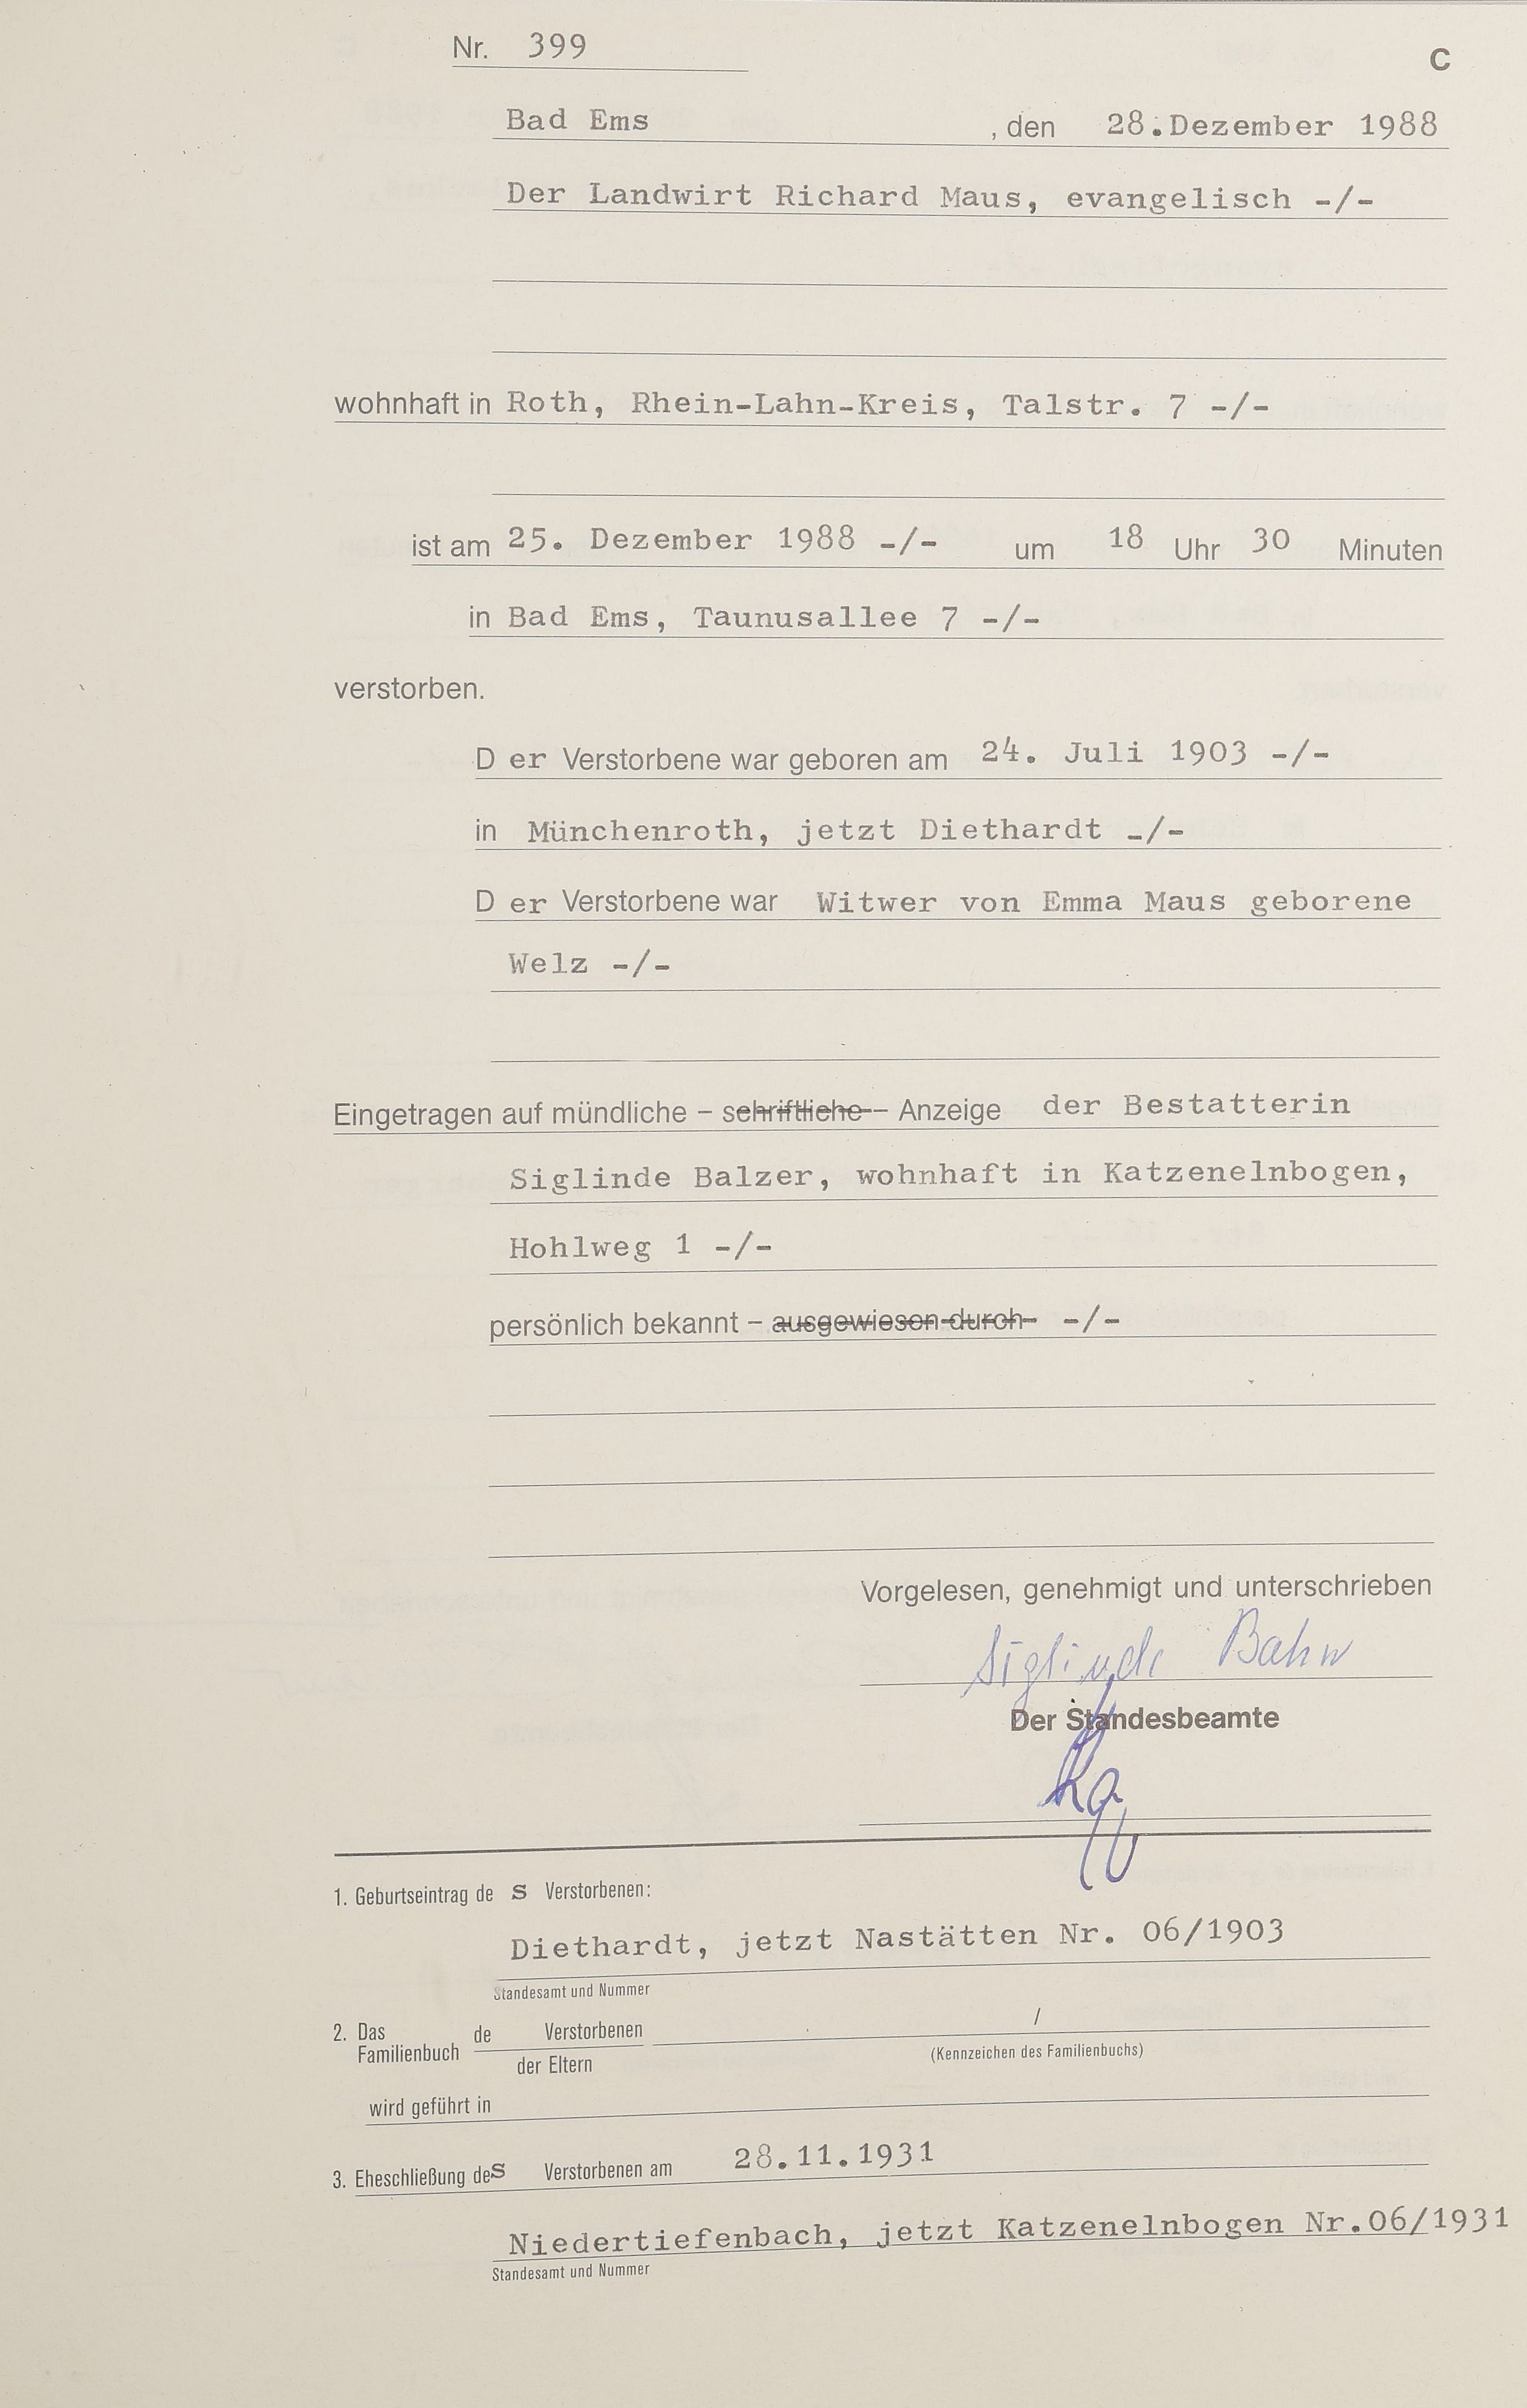 Nr. 399
C
Bad Ems , den 28.Dezember 1988
Der Landwirt Richard Maus, evangelisch -/-
wohnhaft in Roth, Rhein-Lahn-Kreis, Talstr. 7 -/-
ist am 25. Dezember 1988 -/- um 18 Uhr 30 Minuten
in Bad Ems, Taunusallee 7 -/-
verstorben.
D er Verstorbene war geboren am 24. Juli 1903 -/-
in Münchenroth, jetzt Diethardt -/-
D er Verstorbene war Witwer von Emma Maus geborene
Welz -/-
Eingetragen auf mündliche – schriftliche – Anzeige der Bestatterin
Siglinde Balzer, wohnhaft in Katzenelnbogen,
Hohlweg 1 -/-
persönlich bekannt – ausgewiesen durch -/-
Vorgelesen, genehmigt und unterschrieben
Siglinde
Der Standesbeamte
1. Geburtseintrag de s Verstorbenen:
Diethardt, jetzt Nastätten Nr. 06/1903
Standesamt und Nummer
2. Das Familienbuch de Verstorbenen /
der Eltern (Kennzeichen des Familienbuchs)
wird geführt in
3. Eheschließung des Verstorbenen am 28.11.1931
Niedertiefenbach, jetzt Katzenelnbogen Nr.06/1931
Standesamt und Nummer